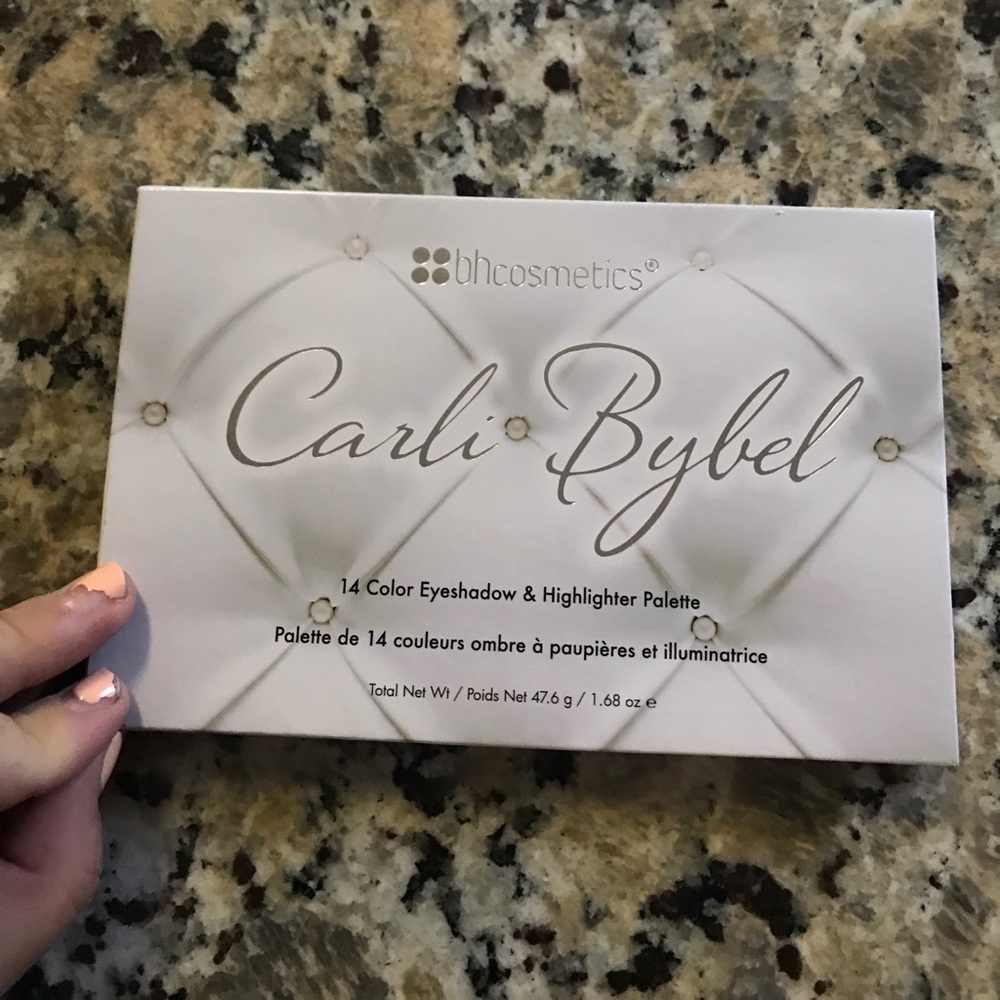 bhcosmetics®
Carli Bybel
14 Color Eyeshadow & Highlighter Palette
Palette de 14 couleurs ombre à paupières et illuminatrice
Total Net Wt / Poids Net 47.6 g / 1.68 oz ℮